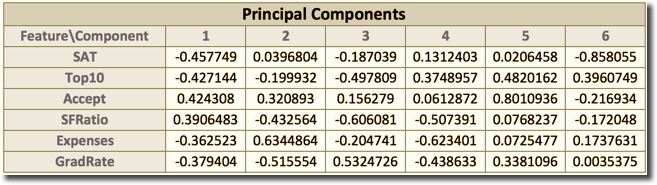 Principal Components
Feature\Component 1 2 3 4 5 6
SAT -0.457749 0.0396804 -0.187039 0.1312403 0.0206458 -0.858055
Top10 -0.427144 -0.199932 -0.497809 0.3748957 0.4820162 0.3960749
Accept 0.424308 0.320893 0.156279 0.0612872 0.8010936 -0.216934
SFRatio 0.3906483 -0.432564 -0.606081 -0.507391 0.0768237 -0.172048
Expenses -0.362523 0.6344864 -0.204741 -0.623401 0.0725477 0.1737631
GradRate -0.379404 -0.515554 0.5324726 -0.438633 0.3381096 0.0035375